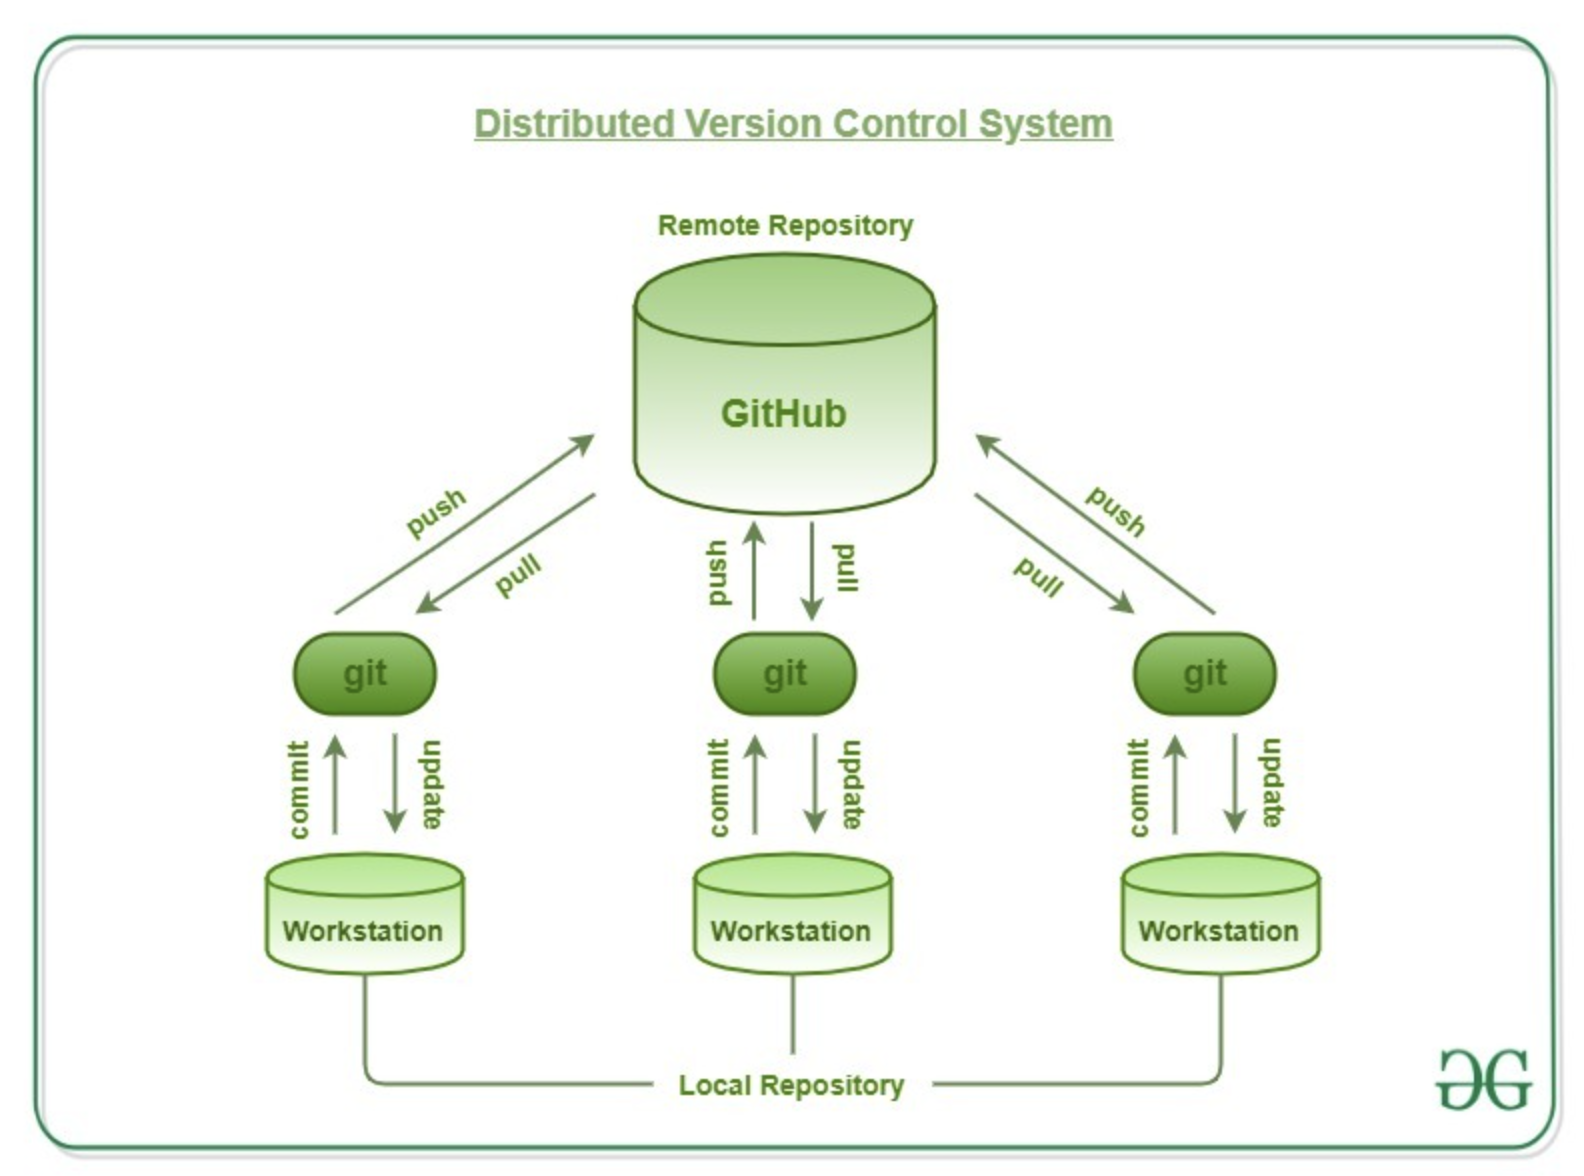 Distributed Version Control System
Remote Repository
GitHub
push
pull
push
pull
push
pull
git
git
git
commit
update
commit
update
commit
update
Workstation
Workstation
Workstation
Local Repository